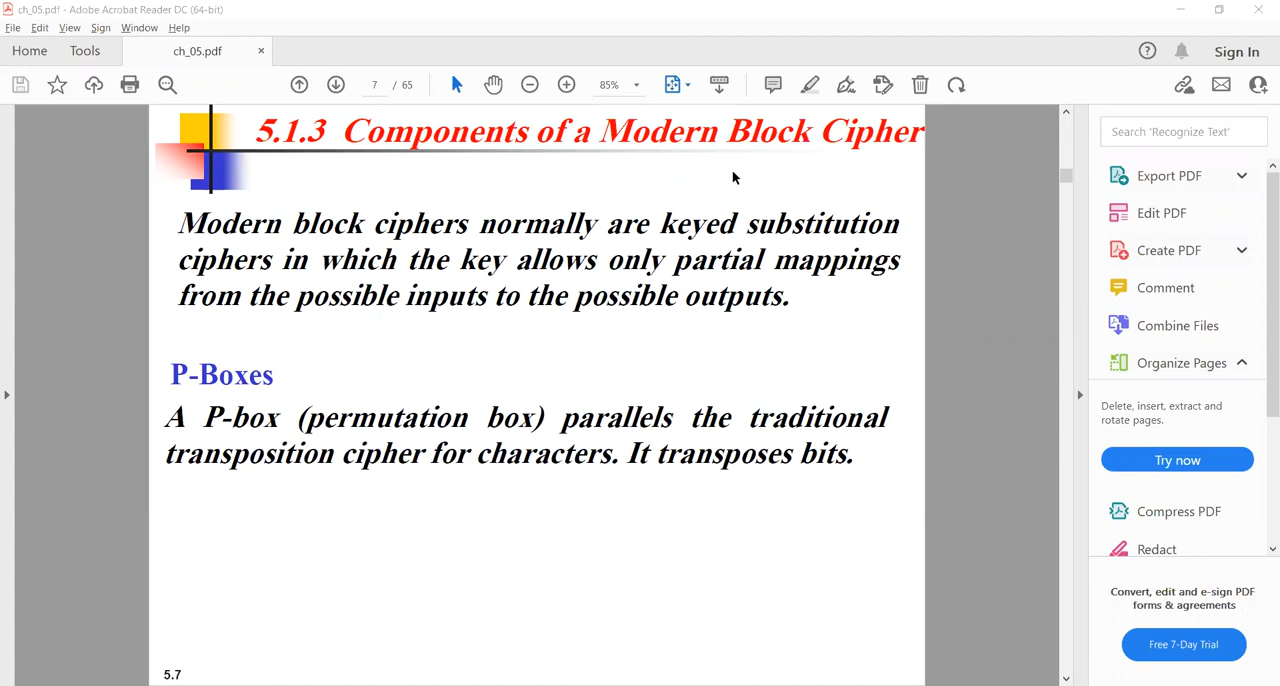 ch_05.pdf - Adobe Acrobat Reader DC (64-bit)
File Edit View Sign Window Help
Home Tools ch_05.pdf × Sign In
7 / 65 85%
5.1.3 Components of a Modern Block Cipher
Modern block ciphers normally are keyed substitution
ciphers in which the key allows only partial mappings
from the possible inputs to the possible outputs.
P-Boxes
A P-box (permutation box) parallels the traditional
transposition cipher for characters. It transposes bits.
5.7
Search 'Recognize Text'
Export PDF
Edit PDF
Create PDF
Comment
Combine Files
Organize Pages
Delete, insert, extract and
rotate pages.
Try now
Compress PDF
Redact
Convert, edit and e-sign PDF
forms & agreements
Free 7-Day Trial